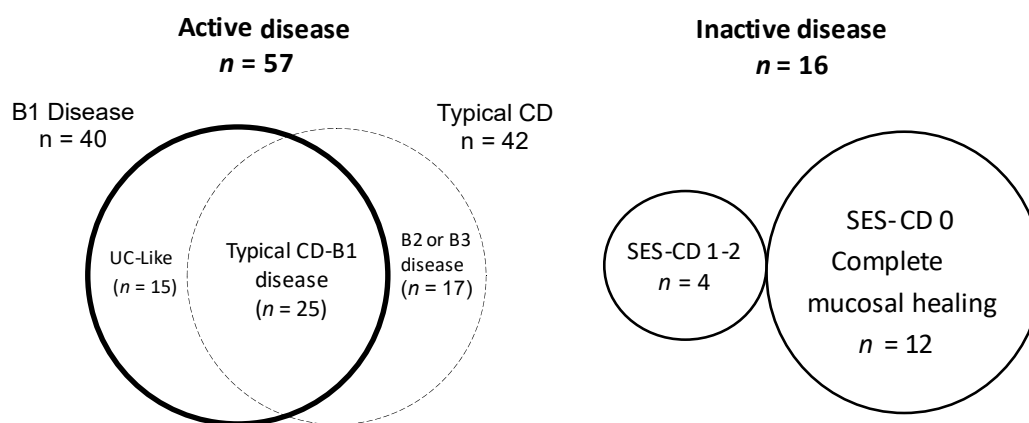 Active disease
n = 57
B1 Disease
n = 40
Typical CD
n = 42
UC-Like
(n = 15)
Typical CD-B1
disease
(n = 25)
B2 or B3
disease
(n = 17)
Inactive disease
n = 16
SES-CD 1-2
n = 4
SES-CD 0
Complete
mucosal healing
n = 12